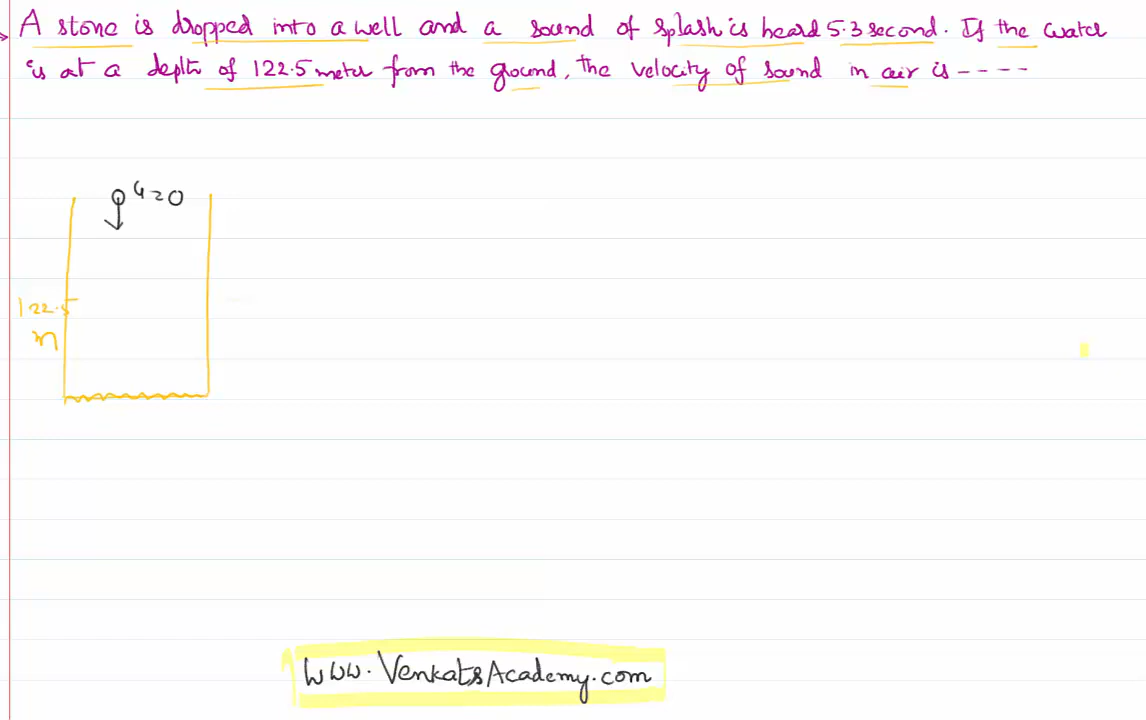 A stone is dropped into a well and a sound of splash is heard 5.3 second. If the water
is at a depth of 122.5 meter from the ground, the velocity of sound in air is ----
u=0
122.5
m
www.VenkatsAcademy.com